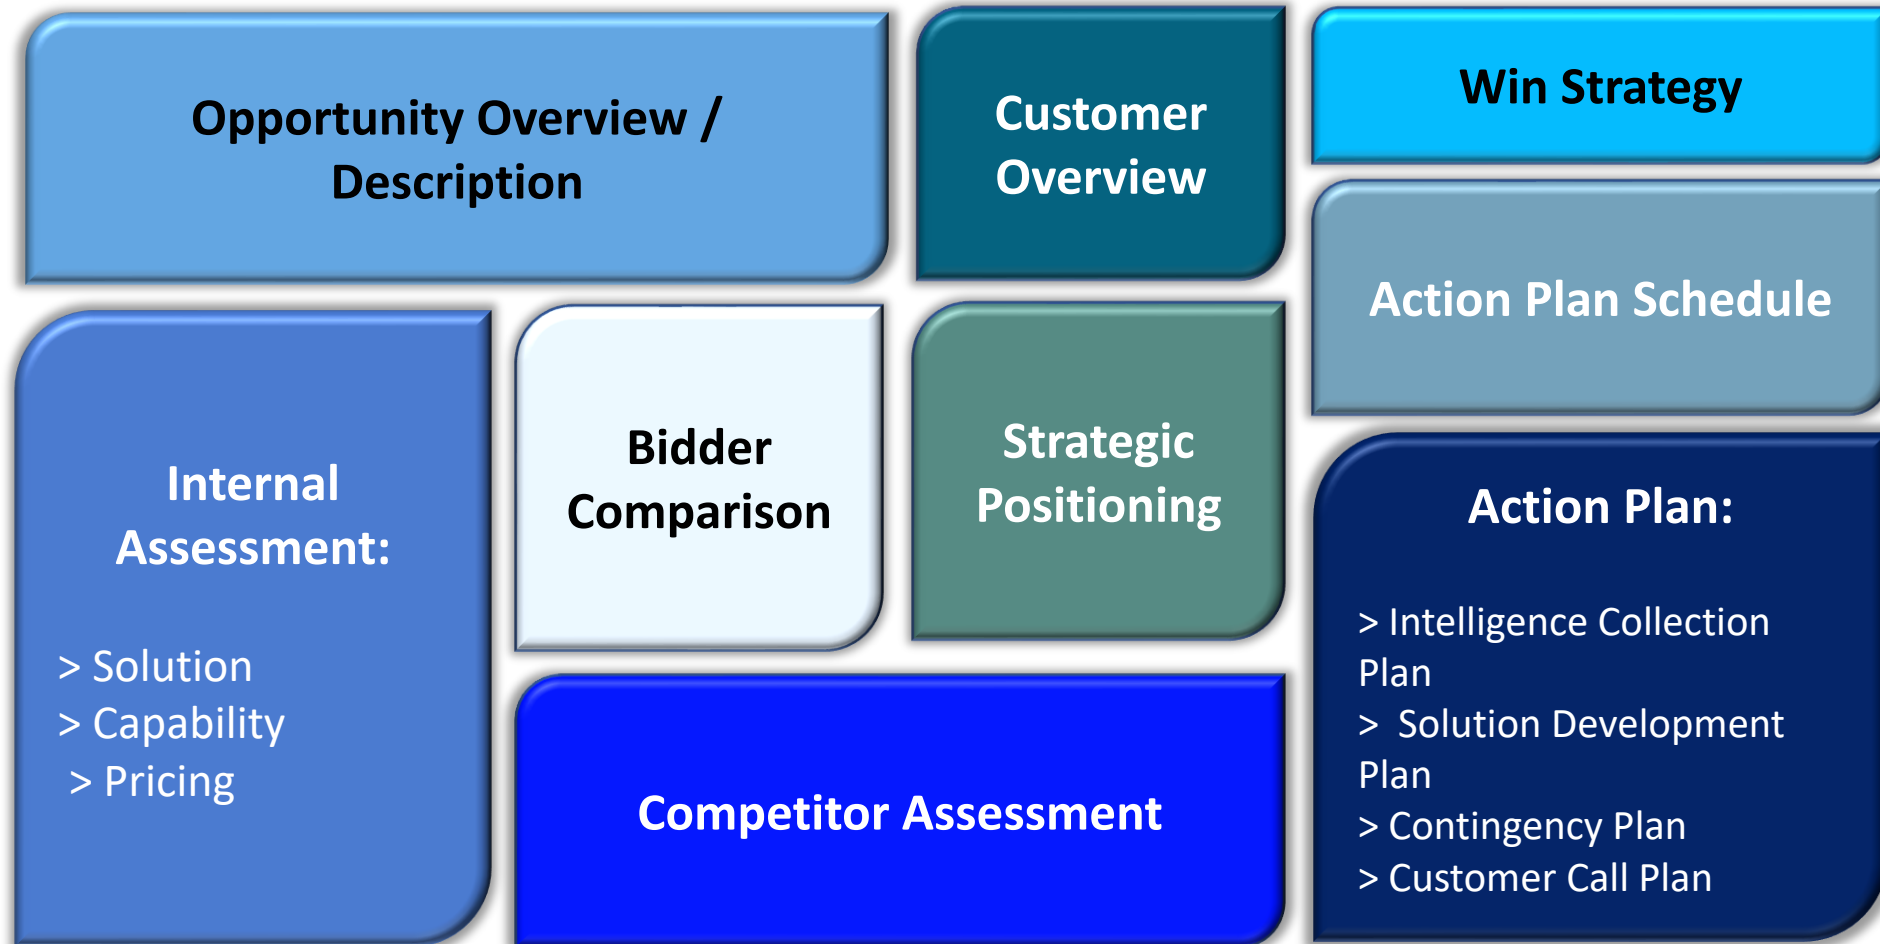 Opportunity Overview /
Description
Customer
Overview
Win Strategy
Action Plan Schedule
Internal
Assessment:
> Solution
> Capability
> Pricing
Bidder
Comparison
Strategic
Positioning
Competitor Assessment
Action Plan:
> Intelligence Collection
Plan
>  Solution Development
Plan
> Contingency Plan
> Customer Call Plan